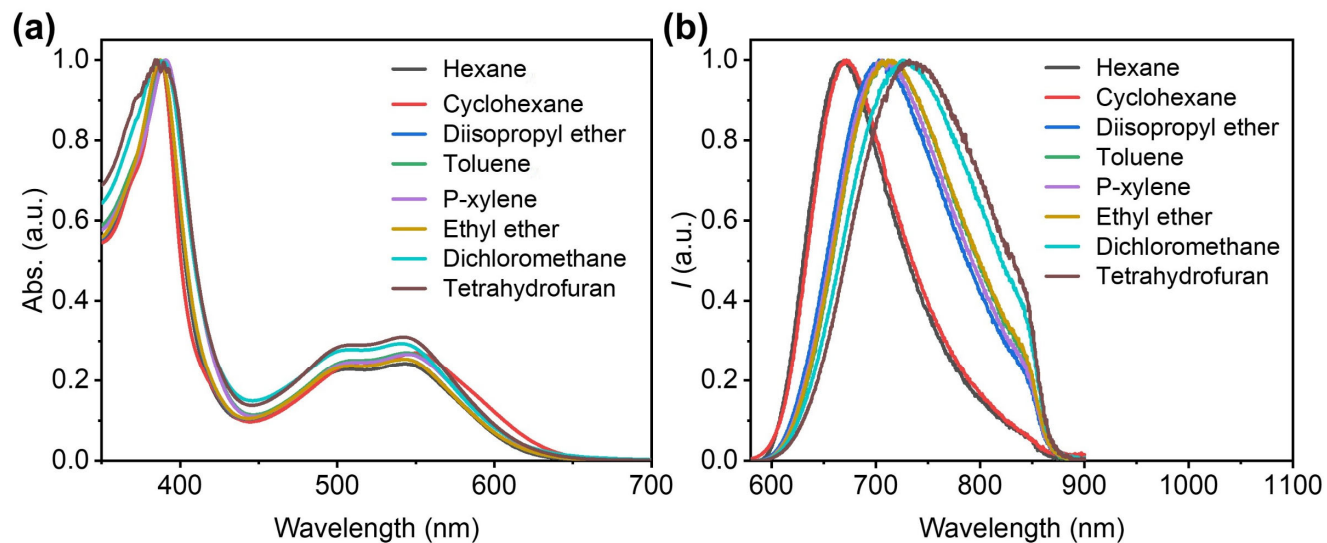 (a)
1.0
0.8
0.6
0.4
0.2
0.0
Abs. (a.u.)
Hexane
Cyclohexane
Diisopropyl ether
Toluene
P-xylene
Ethyl ether
Dichloromethane
Tetrahydrofuran
400 500 600 700
Wavelength (nm)
(b)
1.0
0.8
0.6
0.4
0.2
0.0
I (a.u.)
Hexane
Cyclohexane
Diisopropyl ether
Toluene
P-xylene
Ethyl ether
Dichloromethane
Tetrahydrofuran
600 700 800 900 1000 1100
Wavelength (nm)